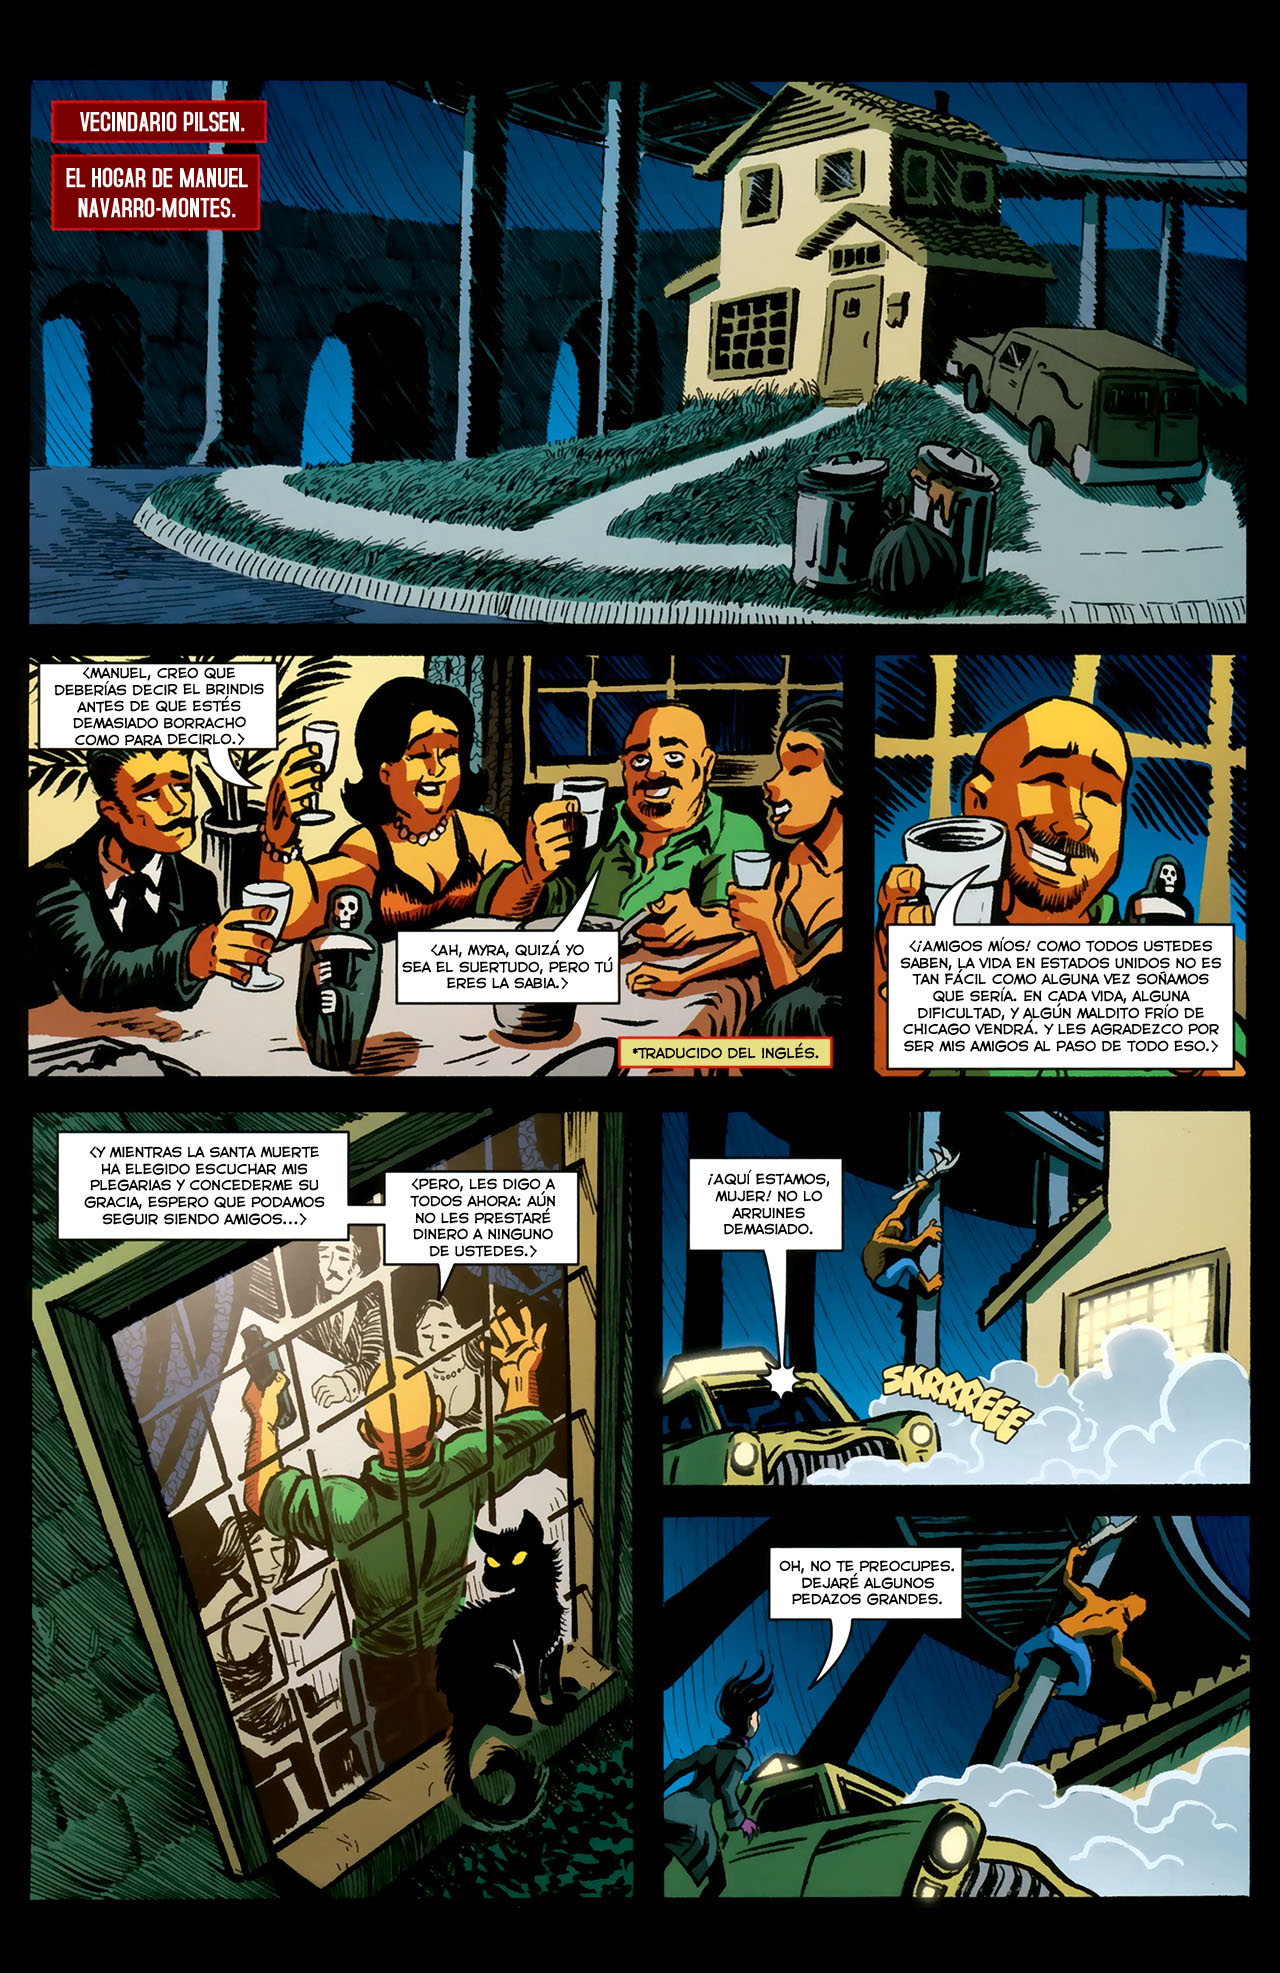 VECINDARIO PILSEN.
EL HOGAR DE MANUEL
NAVARRO-MONTES.
<MANUEL, CREO QUE
DEBERÍAS DECIR EL BRINDIS
ANTES DE QUE ESTÉS
DEMASIADO BORRACHO
COMO PARA DECIRLO.>
<AH, MYRA, QUIZÁ YO
SEA EL SUERTUDO, PERO TÚ
ERES LA SABIA.>
*TRADUCIDO DEL INGLÉS.
<¡AMIGOS MÍOS! COMO TODOS USTEDES
SABEN, LA VIDA EN ESTADOS UNIDOS NO ES
TAN FÁCIL COMO ALGUNA VEZ SOÑAMOS
QUE SERÍA. EN CADA VIDA, ALGUNA
DIFICULTAD, Y ALGÚN MALDITO FRÍO DE
CHICAGO VENDRÁ. Y LES AGRADEZCO POR
SER MIS AMIGOS AL PASO DE TODO ESO.>
<Y MIENTRAS LA SANTA MUERTE
HA ELEGIDO ESCUCHAR MIS
PLEGARIAS Y CONCEDERME SU
GRACIA, ESPERO QUE PODAMOS
SEGUIR SIENDO AMIGOS...>
<PERO, LES DIGO A
TODOS AHORA: AÚN
NO LES PRESTARÉ
DINERO A NINGUNO
DE USTEDES.>
¡AQUÍ ESTAMOS,
MUJER! NO LO
ARRUINES
DEMASIADO.
SKRRREEE
OH, NO TE PREOCUPES.
DEJARÉ ALGUNOS
PEDAZOS GRANDES.